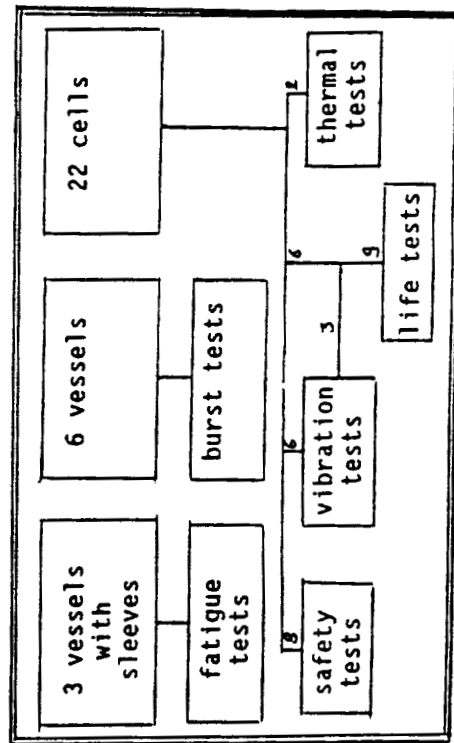 3 vessels
with
sleeves
6 vessels
22 cells
fatigue
tests
burst tests
8
6
6
2
3
9
safety
tests
vibration
tests
life tests
thermal
tests